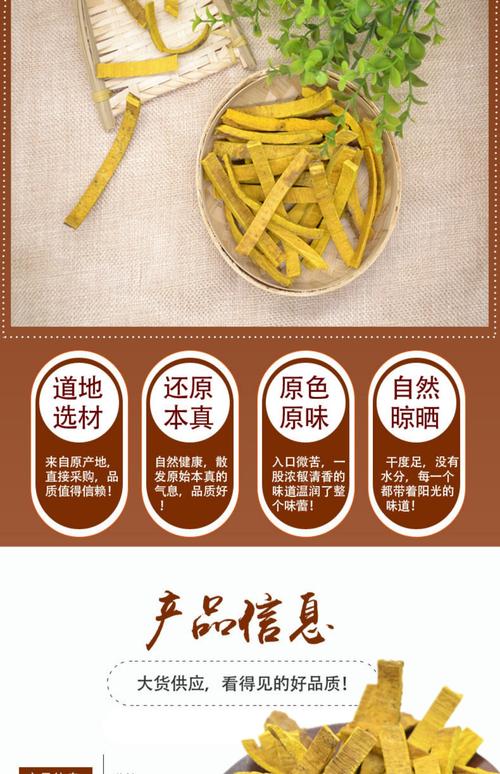 道地
选材
还原
本真
原色
原味
自然
晾晒
来自原产地,
直接采购, 品
质值得信赖!
自然健康, 散
发原始本真的
气息, 品质好
!
入口微苦, 一
股浓郁清香的
味道温润了整
个味蕾!
干度足, 没有
水分, 每一个
都带着阳光的
味道!
产品信息
大货供应, 看得见的好品质!